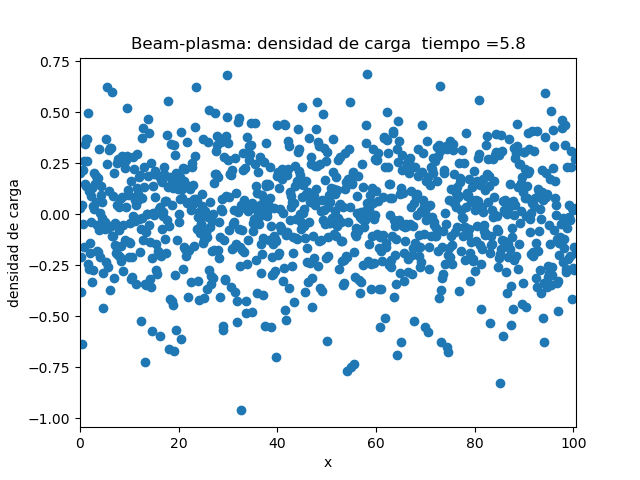 Beam-plasma: densidad de carga  tiempo =5.8
densidad de carga
0.75
0.50
0.25
0.00
−0.25
−0.50
−0.75
−1.00
0 20 40 60 80 100
x